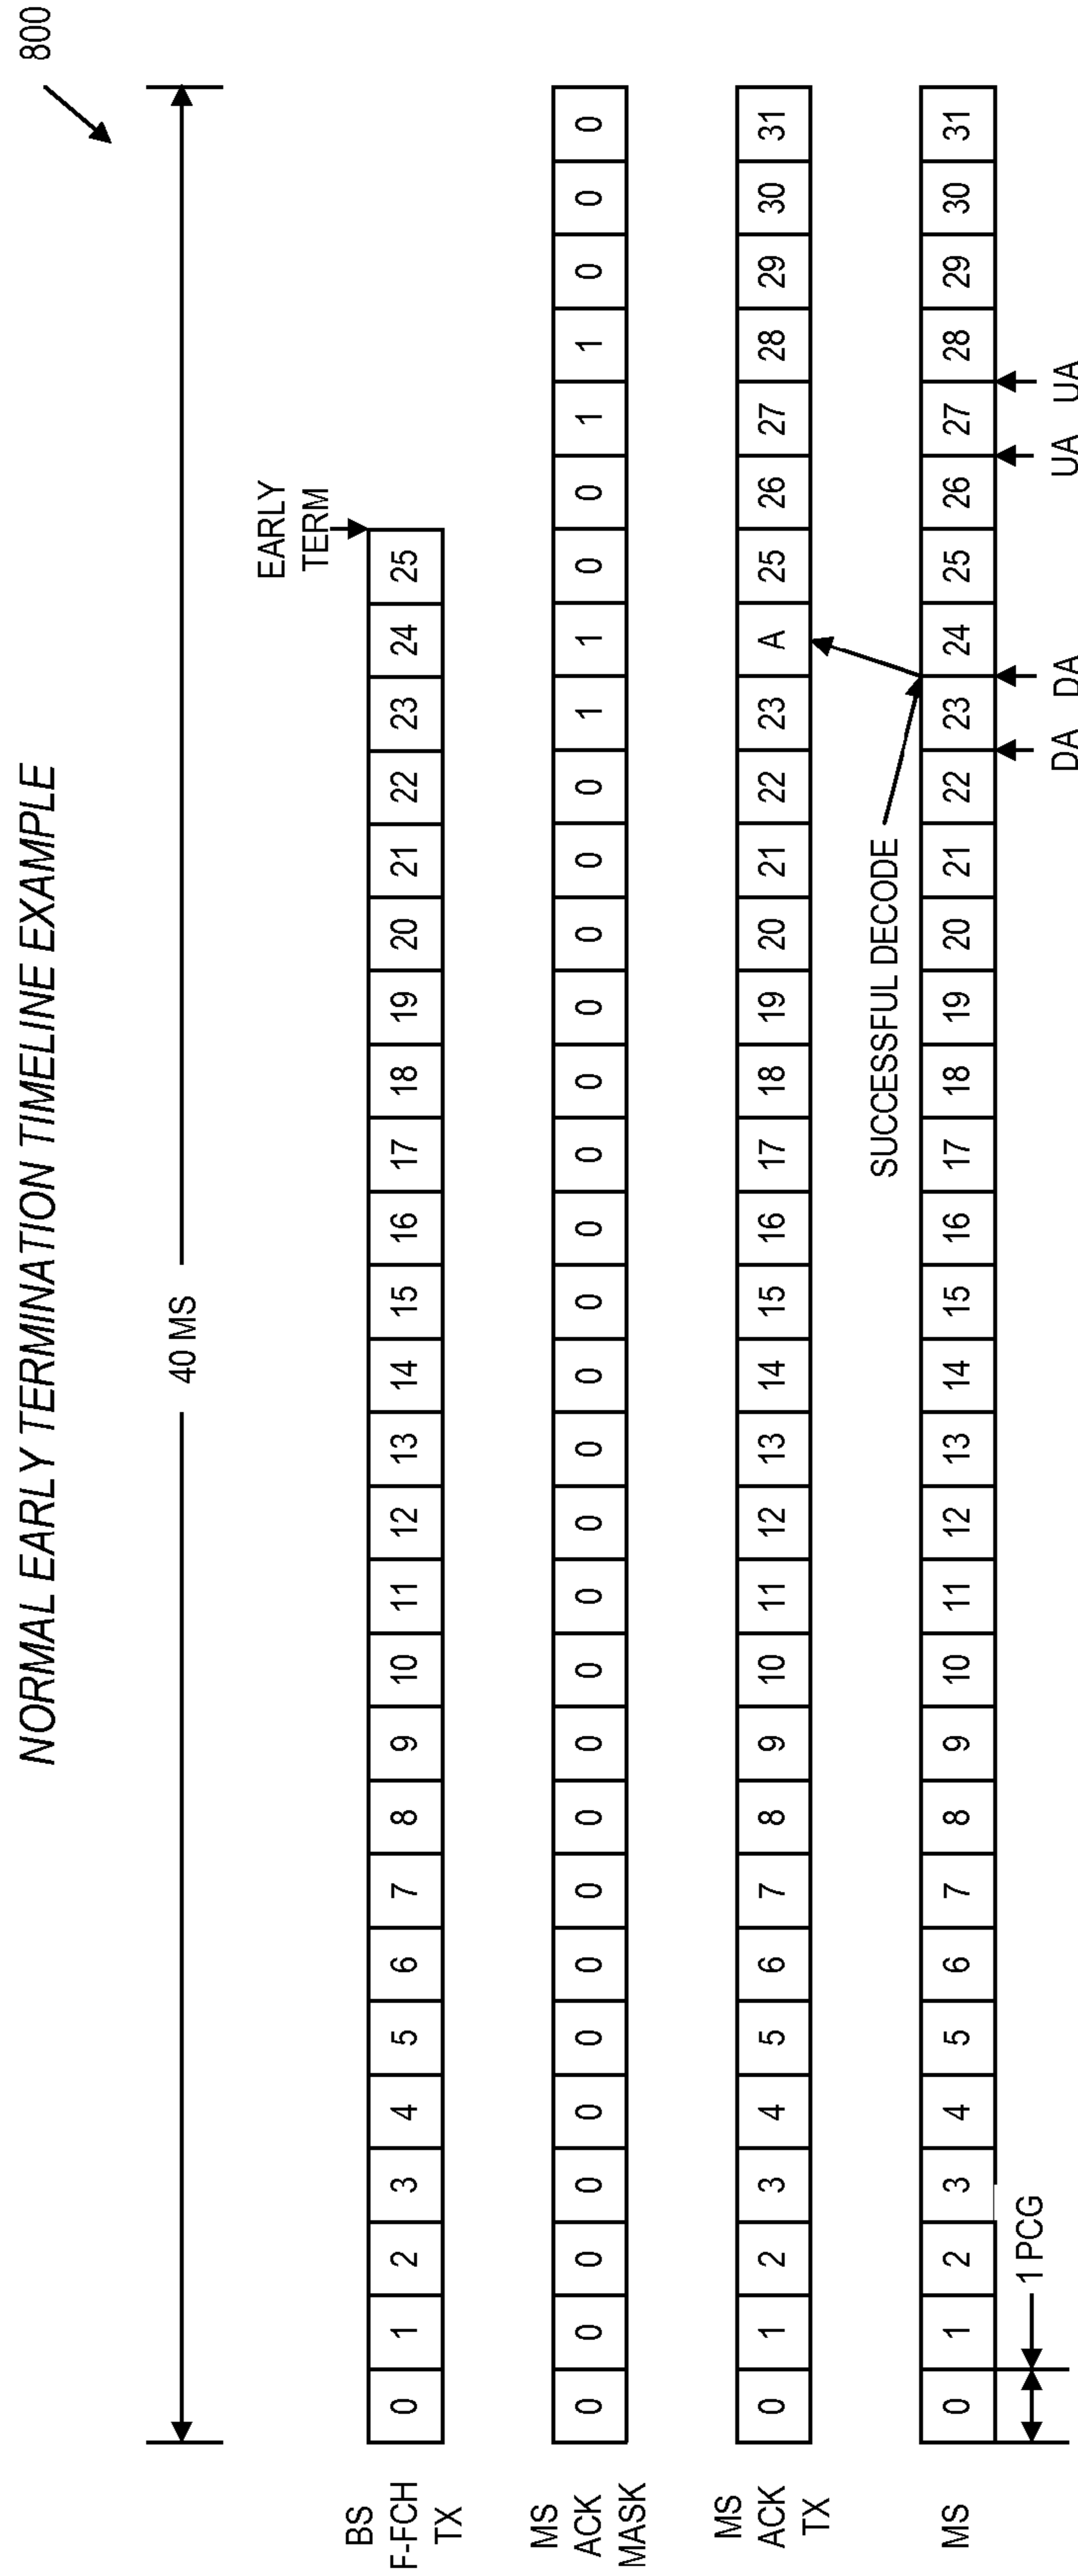 NORMAL EARLY TERMINATION TIMELINE EXAMPLE
800
40 MS
EARLY
TERM
BS
F-FCH
TX
0 1 2 3 4 5 6 7 8 9 10 11 12 13 14 15 16 17 18 19 20 21 22 23 24 25
MS
ACK
MASK
0 0 0 0 0 0 0 0 0 0 0 0 0 0 0 0 0 0 0 0 0 0 0 1 1 0 0 1 1 0 0 0
MS
ACK
TX
0 1 2 3 4 5 6 7 8 9 10 11 12 13 14 15 16 17 18 19 20 21 22 23 A 25 26 27 28 29 30 31
SUCCESSFUL DECODE
MS
0 1 2 3 4 5 6 7 8 9 10 11 12 13 14 15 16 17 18 19 20 21 22 23 24 25 26 27 28 29 30 31
1 PCG
DA DA UA UA